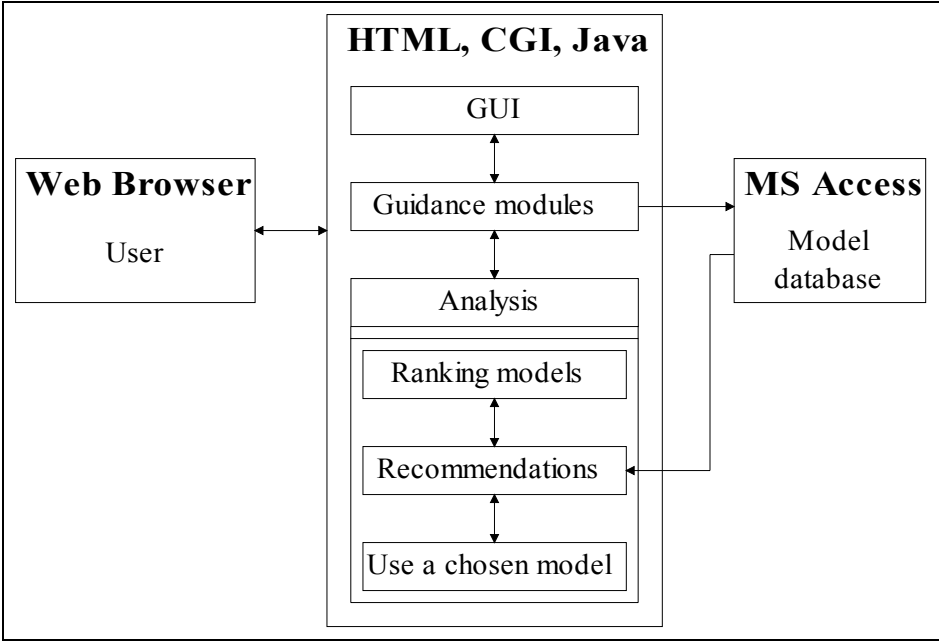 HTML, CGI, Java
GUI
Web Browser
User
Guidance modules
MS Access
Model
database
Analysis
Ranking models
Recommendations
Use a chosen model